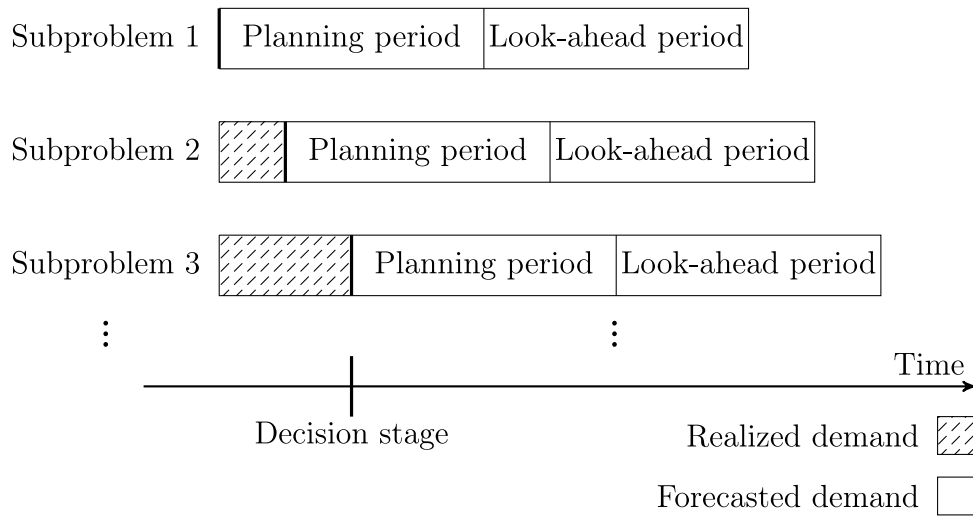 Subproblem 1 Planning period Look-ahead period
Subproblem 2 Planning period Look-ahead period
Subproblem 3 Planning period Look-ahead period
Time
Decision stage
Realized demand
Forecasted demand